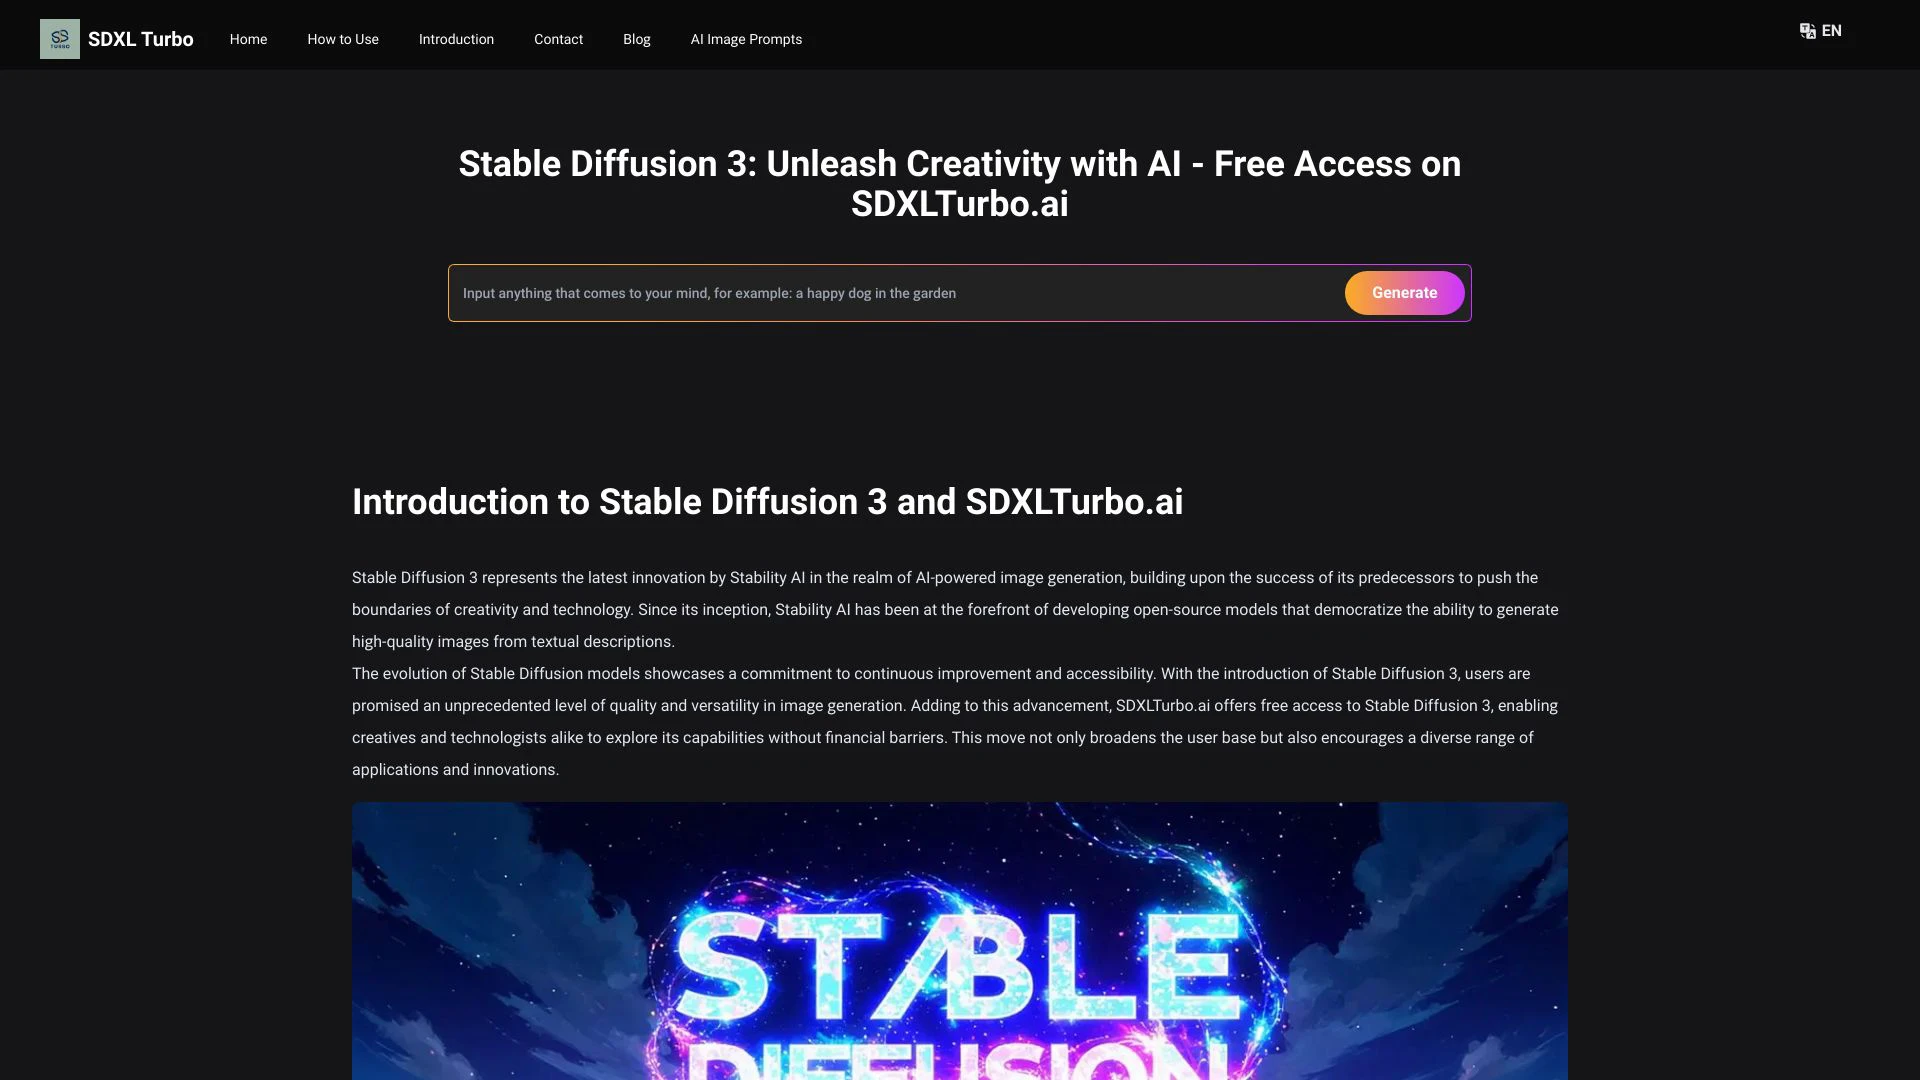 SDXL Turbo
Home
How to Use
Introduction
Contact
Blog
AI Image Prompts
EN
Stable Diffusion 3: Unleash Creativity with AI - Free Access on
SDXLTurbo.ai
Input anything that comes to your mind, for example: a happy dog in the garden
Generate
Introduction to Stable Diffusion 3 and SDXLTurbo.ai
Stable Diffusion 3 represents the latest innovation by Stability AI in the realm of AI-powered image generation, building upon the success of its predecessors to push the
boundaries of creativity and technology. Since its inception, Stability AI has been at the forefront of developing open-source models that democratize the ability to generate
high-quality images from textual descriptions.
The evolution of Stable Diffusion models showcases a commitment to continuous improvement and accessibility. With the introduction of Stable Diffusion 3, users are
promised an unprecedented level of quality and versatility in image generation. Adding to this advancement, SDXLTurbo.ai offers free access to Stable Diffusion 3, enabling
creatives and technologists alike to explore its capabilities without financial barriers. This move not only broadens the user base but also encourages a diverse range of
applications and innovations.
STABLE
DIFFUSION